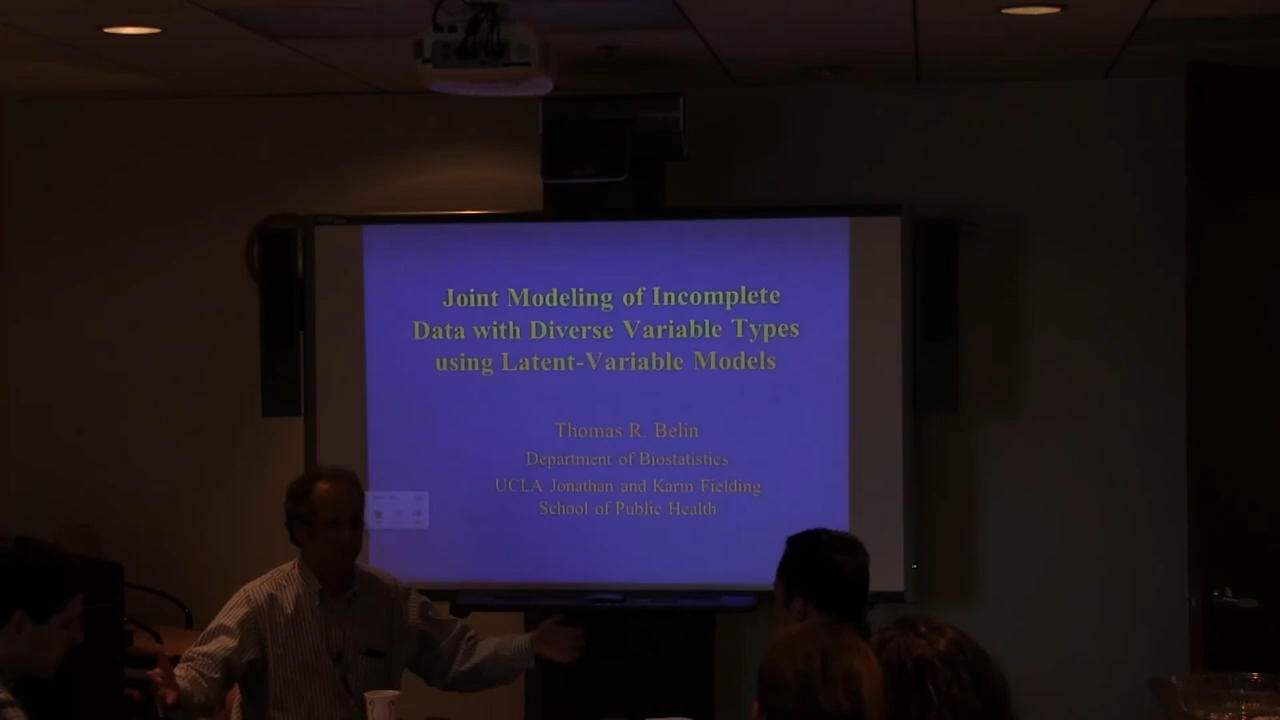 Joint Modeling of Incomplete
Data with Diverse Variable Types
using Latent-Variable Models
Thomas R. Belin
Department of Biostatistics
UCLA Jonathan and Karin Fielding
School of Public Health